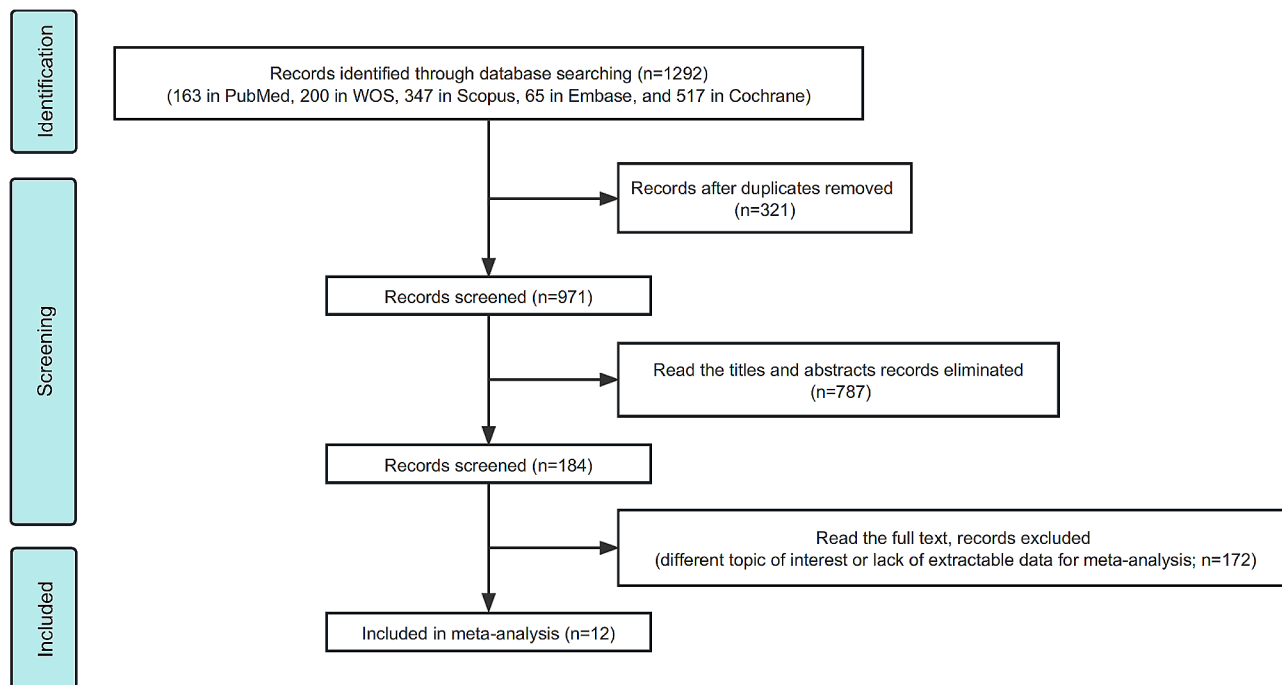 Identification
Records identified through database searching (n=1292)
(163 in PubMed, 200 in WOS, 347 in Scopus, 65 in Embase, and 517 in Cochrane)
Records after duplicates removed
(n=321)
Screening
Records screened (n=971)
Read the titles and abstracts records eliminated
(n=787)
Records screened (n=184)
Read the full text, records excluded
(different topic of interest or lack of extractable data for meta-analysis; n=172)
Included
Included in meta-analysis (n=12)